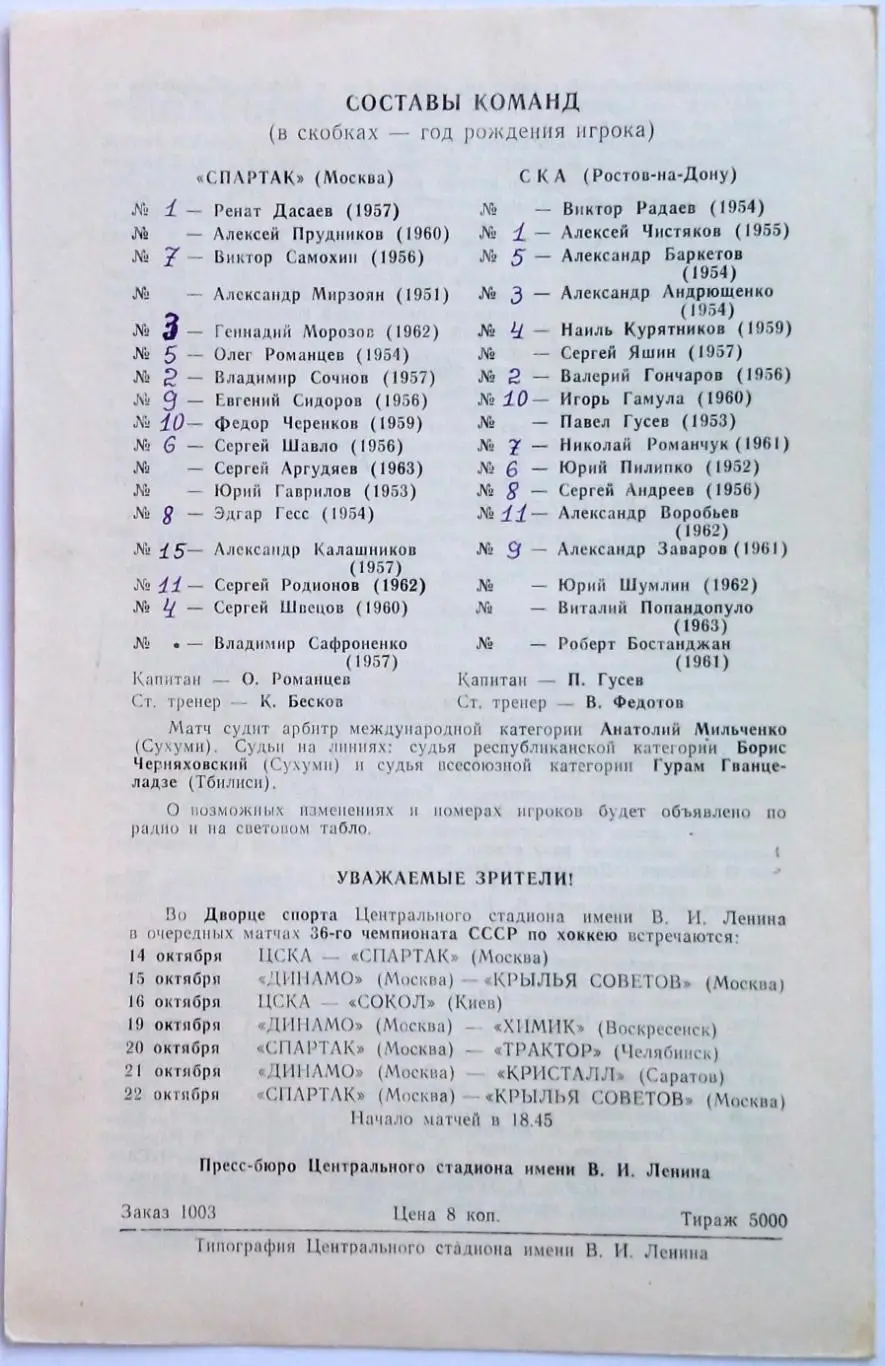 СОСТАВЫ КОМАНД
(в скобках — год рождения игрока)
«СПАРТАК» (Москва)
№ 1 — Ренат Дасаев (1957)
№ — Алексей Прудников (1960)
№ 7 — Виктор Самохин (1956)
№ — Александр Мирзоян (1951)
№ 3 — Геннадий Морозов (1962)
№ 5 — Олег Романцев (1954)
№ 2 — Владимир Сочнов (1957)
№ 9 — Евгений Сидоров (1956)
№ 10 — Федор Черенков (1959)
№ 6 — Сергей Шавло (1956)
№ — Сергей Аргудяев (1963)
№ — Юрий Гаврилов (1953)
№ 8 — Эдгар Гесс (1954)
№ 15 — Александр Калашников
(1957)
№ 11 — Сергей Родионов (1962)
№ 4 — Сергей Швецов (1960)
№ — Владимир Сафроненко
(1957)
Капитан — О. Романцев
Ст. тренер — К. Бесков
СКА (Ростов-на-Дону)
№ — Виктор Радаев (1954)
№ 1 — Алексей Чистяков (1955)
№ 5 — Александр Баркетов
(1954)
№ 3 — Александр Андрющенко
(1954)
№ 4 — Наиль Курятников (1959)
№ — Сергей Яшин (1957)
№ 2 — Валерий Гончаров (1956)
№ 10 — Игорь Гамула (1960)
№ — Павел Гусев (1953)
№ 7 — Николай Романчук (1961)
№ 6 — Юрий Пилипко (1952)
№ 8 — Сергей Андреев (1956)
№ 11 — Александр Воробьев
(1962)
№ 9 — Александр Заваров (1961)
№ — Юрий Шумлин (1962)
№ — Виталий Попандопуло
(1963)
№ — Роберт Бостанджан
(1961)
Капитан — П. Гусев
Ст. тренер — В. Федотов
Матч судит арбитр международной категории Анатолий Мильченко
(Сухуми). Судьи на линиях: судья республиканской категории Борис
Черняховский (Сухуми) и судья всесоюзной категории Гурам Гванце-
ладзе (Тбилиси).
О возможных изменениях и номерах игроков будет объявлено по
радио и на световом табло.
УВАЖАЕМЫЕ ЗРИТЕЛИ!
Во Дворце спорта Центрального стадиона имени В. И. Ленина
в очередных матчах 36-го чемпионата СССР по хоккею встречаются:
14 октября ЦСКА — «СПАРТАК» (Москва)
15 октября «ДИНАМО» (Москва) — «КРЫЛЬЯ СОВЕТОВ» (Москва)
16 октября ЦСКА — «СОКОЛ» (Киев)
19 октября «ДИНАМО» (Москва) — «ХИМИК» (Воскресенск)
20 октября «СПАРТАК» (Москва) — «ТРАКТОР» (Челябинск)
21 октября «ДИНАМО» (Москва) — «КРИСТАЛЛ» (Саратов)
22 октября «СПАРТАК» (Москва) — «КРЫЛЬЯ СОВЕТОВ» (Москва)
Начало матчей в 18.45
Пресс-бюро Центрального стадиона имени В. И. Ленина
Заказ 1003 Цена 8 коп. Тираж 5000
Типография Центрального стадиона имени В. И. Ленина